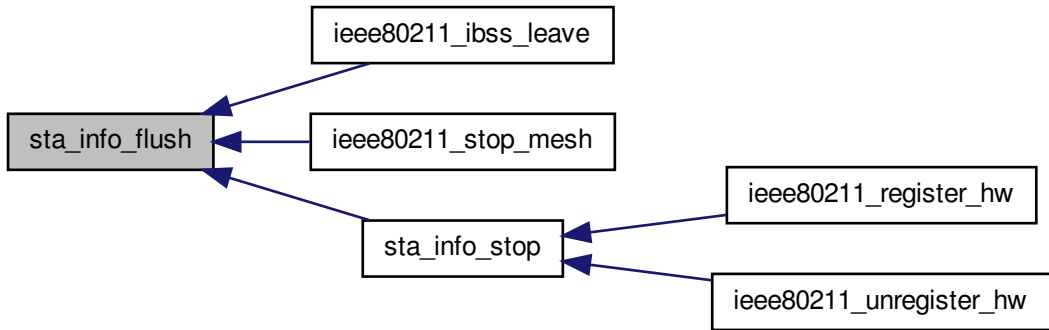 ieee80211_ibss_leave
sta_info_flush
ieee80211_stop_mesh
ieee80211_register_hw
sta_info_stop
ieee80211_unregister_hw